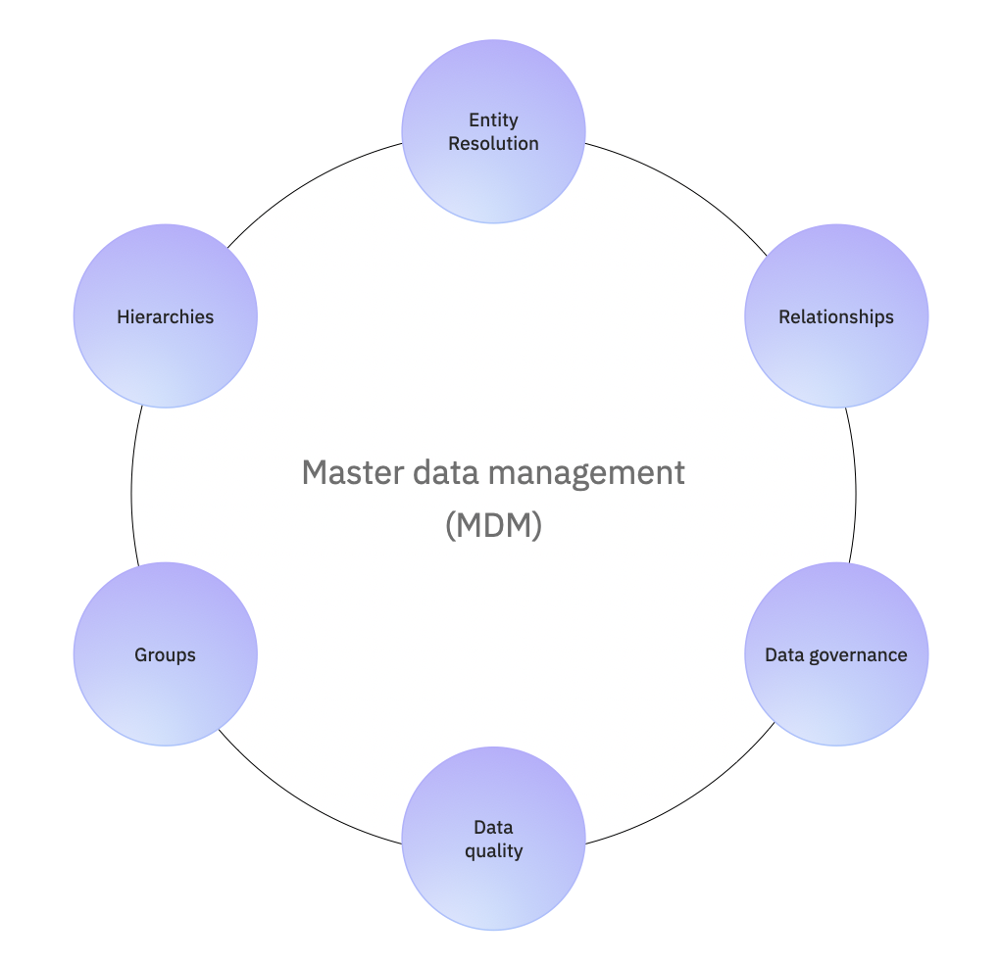 Entity
Resolution
Hierarchies
Relationships
Master data management
(MDM)
Groups
Data governance
Data
quality